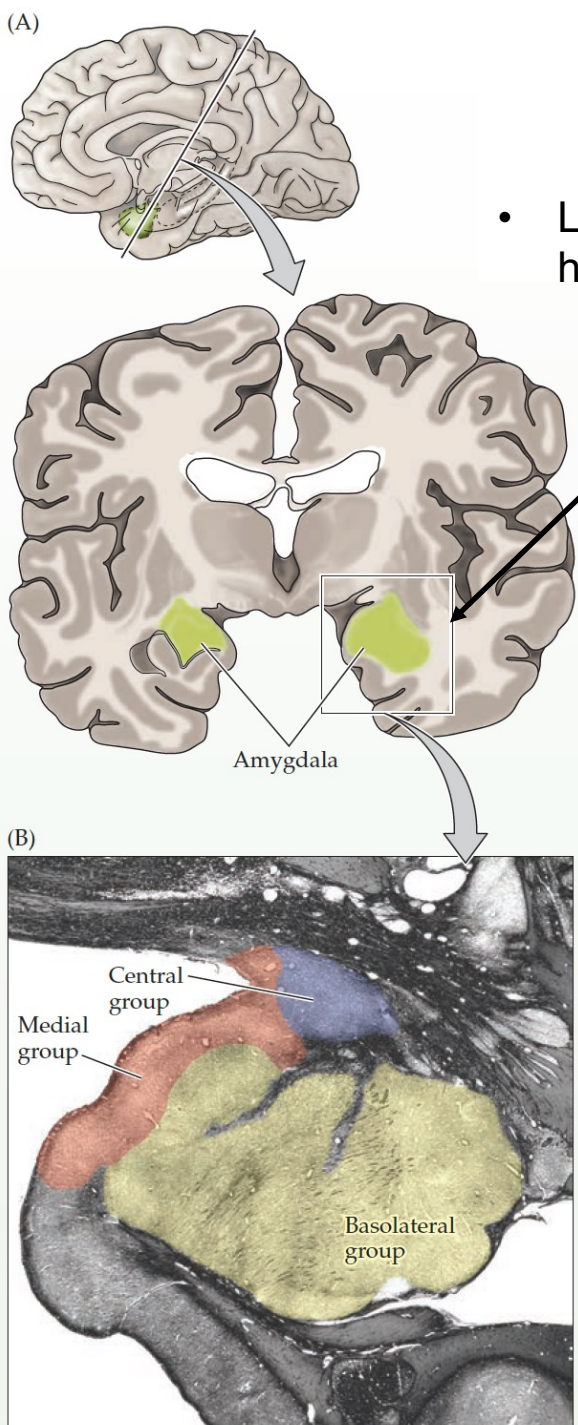 (A)
• L
h
Amygdala
(B)
Central
group
Medial
group
Basolateral
group